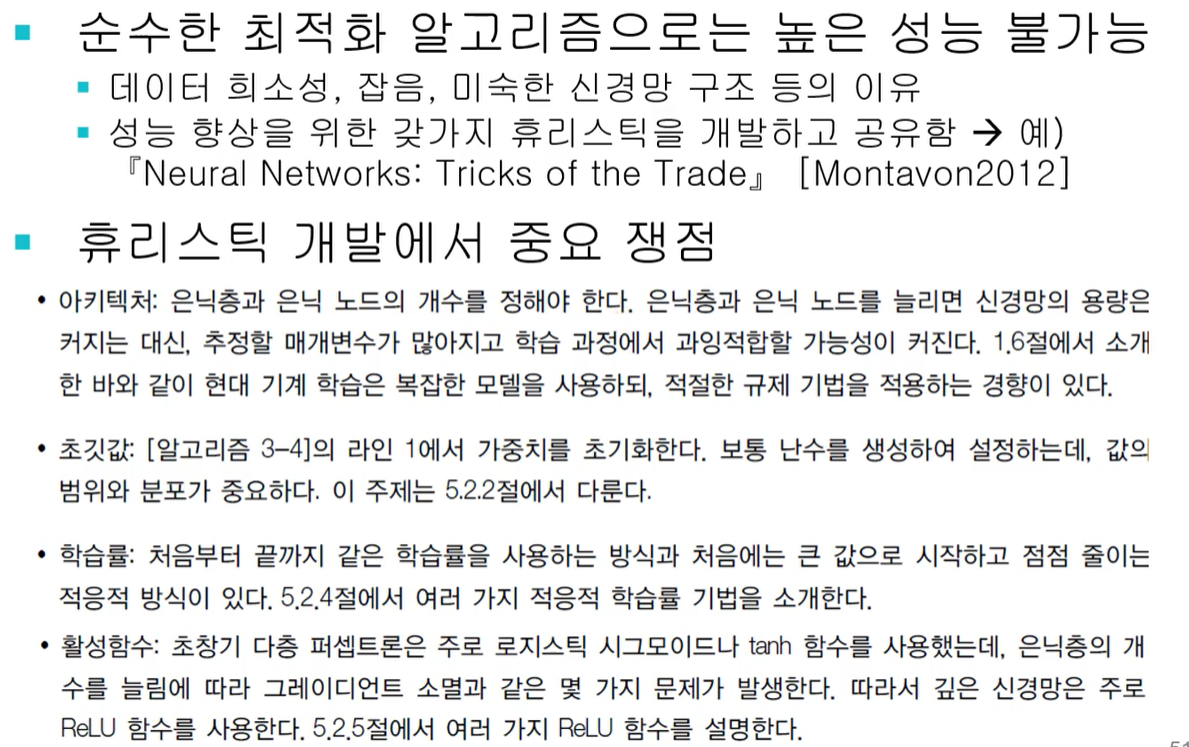 순수한 최적화 알고리즘으로는 높은 성능 불가능
데이터 희소성, 잡음, 미숙한 신경망 구조 등의 이유
성능 향상을 위한 갖가지 휴리스틱을 개발하고 공유함 → 예)
『Neural Networks: Tricks of the Trade』 [Montavon2012]
휴리스틱 개발에서 중요 쟁점
• 아키텍처: 은닉층과 은닉 노드의 개수를 정해야 한다. 은닉층과 은닉 노드를 늘리면 신경망의 용량은
커지는 대신, 추정할 매개변수가 많아지고 학습 과정에서 과잉적합할 가능성이 커진다. 1.6절에서 소개
한 바와 같이 현대 기계 학습은 복잡한 모델을 사용하되, 적절한 규제 기법을 적용하는 경향이 있다.
• 초깃값: [알고리즘 3-4]의 라인 1에서 가중치를 초기화한다. 보통 난수를 생성하여 설정하는데, 값의
범위와 분포가 중요하다. 이 주제는 5.2.2절에서 다룬다.
• 학습률: 처음부터 끝까지 같은 학습률을 사용하는 방식과 처음에는 큰 값으로 시작하고 점점 줄이는
적응적 방식이 있다. 5.2.4절에서 여러 가지 적응적 학습률 기법을 소개한다.
• 활성함수: 초창기 다층 퍼셉트론은 주로 로지스틱 시그모이드나 tanh 함수를 사용했는데, 은닉층의 개
수를 늘림에 따라 그레이디언트 소멸과 같은 몇 가지 문제가 발생한다. 따라서 깊은 신경망은 주로
ReLU 함수를 사용한다. 5.2.5절에서 여러 가지 ReLU 함수를 설명한다.